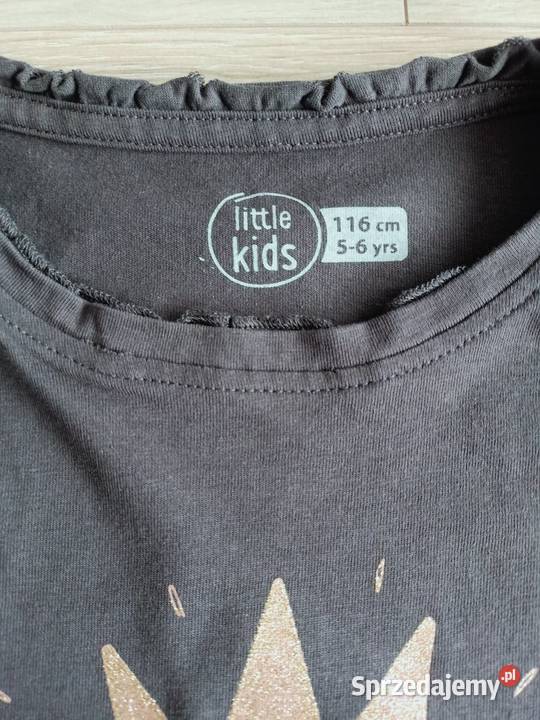 little
kids
116 cm
5-6 yrs
Sprzedajemy.pl